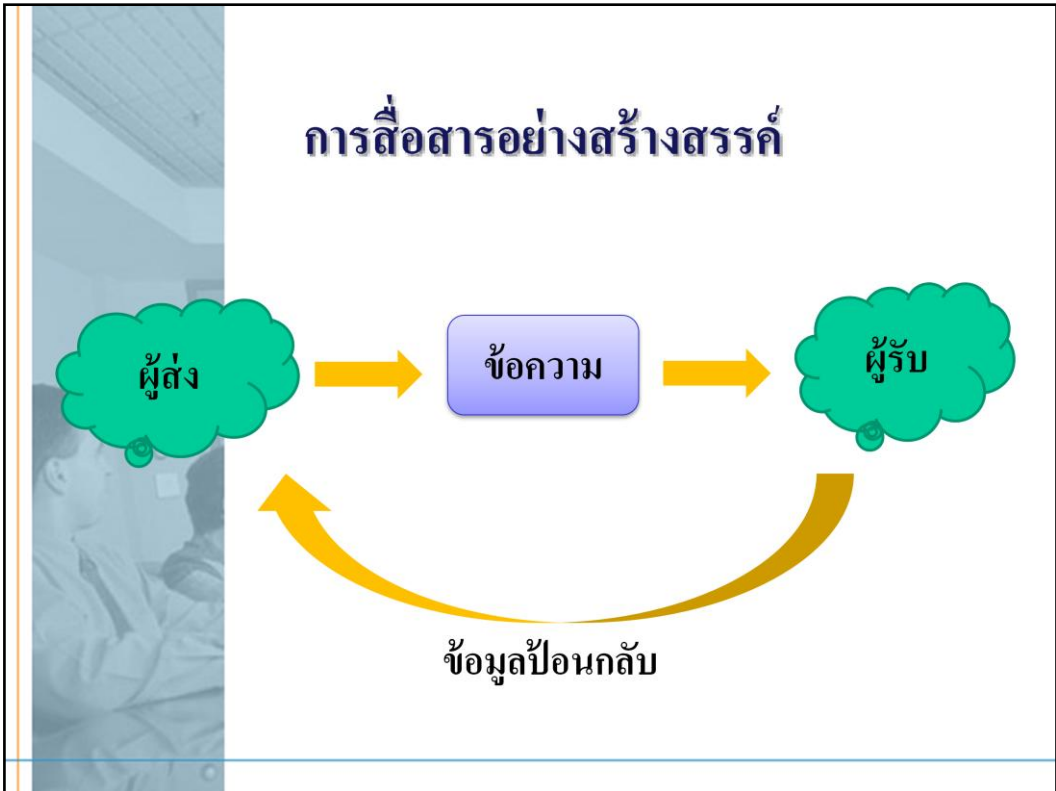 การสื่อสารอย่างสร้างสรรค์
ผู้ส่ง
ข้อความ
ผู้รับ
ข้อมูลป้อนกลับ